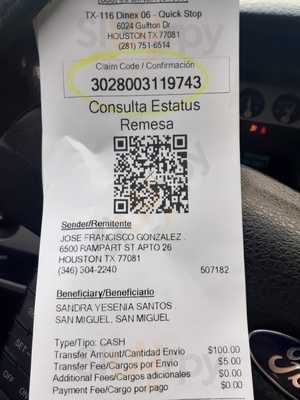 TX-116 Dinex 06 - Quick Stop
6024 Gulfton Dr
HOUSTON TX 77081
(281) 751-6514
Claim Code / Confirmación
3028003119743
Consulta Estatus
Remesa
Sender/Remitente
JOSE FRANCISCO GONZALEZ .
6500 RAMPART ST APTO 26
HOUSTON TX 77081
(346) 304-2240 507182
Beneficiary/Beneficiario
SANDRA YESENIA SANTOS
SAN MIGUEL, SAN MIGUEL
Type/Tipo: CASH
Transfer Amount/Cantidad Envio $100.00
Transfer Fee/Cargos por Envio $5.00
Additional Fees/Cargos adicionales $0.00
Payment Fee/Cargo por pago $0.00
OFF
Ford